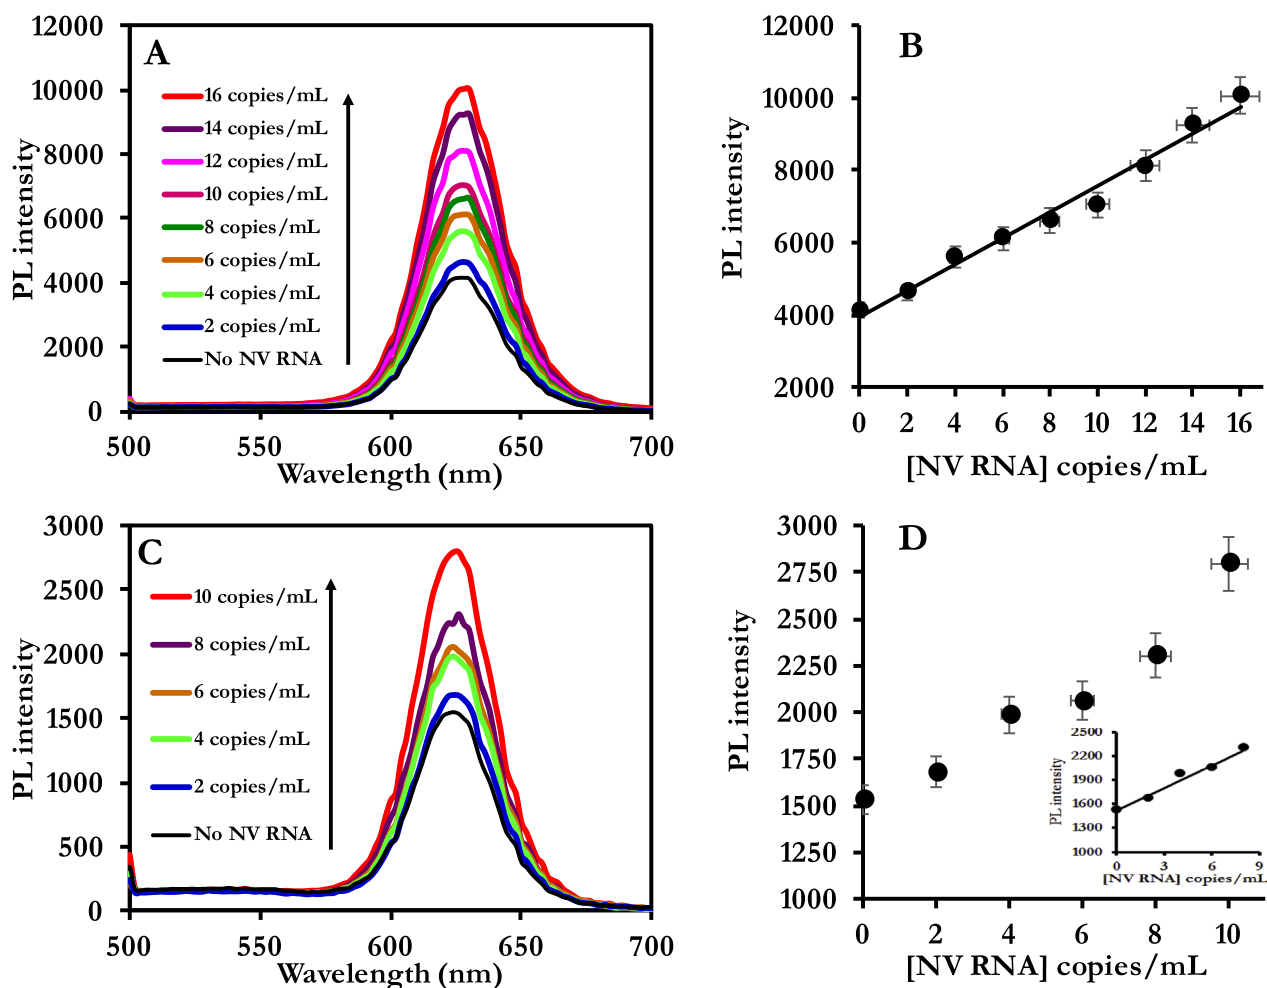 A
PL intensity
12000
10000
8000
6000
4000
2000
0
16 copies/mL
14 copies/mL
12 copies/mL
10 copies/mL
8 copies/mL
6 copies/mL
4 copies/mL
2 copies/mL
No NV RNA
500 550 600 650 700
Wavelength (nm)
B
PL intensity
12000
10000
8000
6000
4000
2000
0 2 4 6 8 10 12 14 16
[NV RNA] copies/mL
C
PL intensity
3000
2500
2000
1500
1000
500
0
10 copies/mL
8 copies/mL
6 copies/mL
4 copies/mL
2 copies/mL
No NV RNA
500 550 600 650 700
Wavelength (nm)
D
PL intensity
3000
2750
2500
2250
2000
1750
1500
1250
1000
PL intensity
2500
2200
1900
1600
1300
1000
0 3 6 9
[NV RNA] copies/mL
0 2 4 6 8 10
[NV RNA] copies/mL